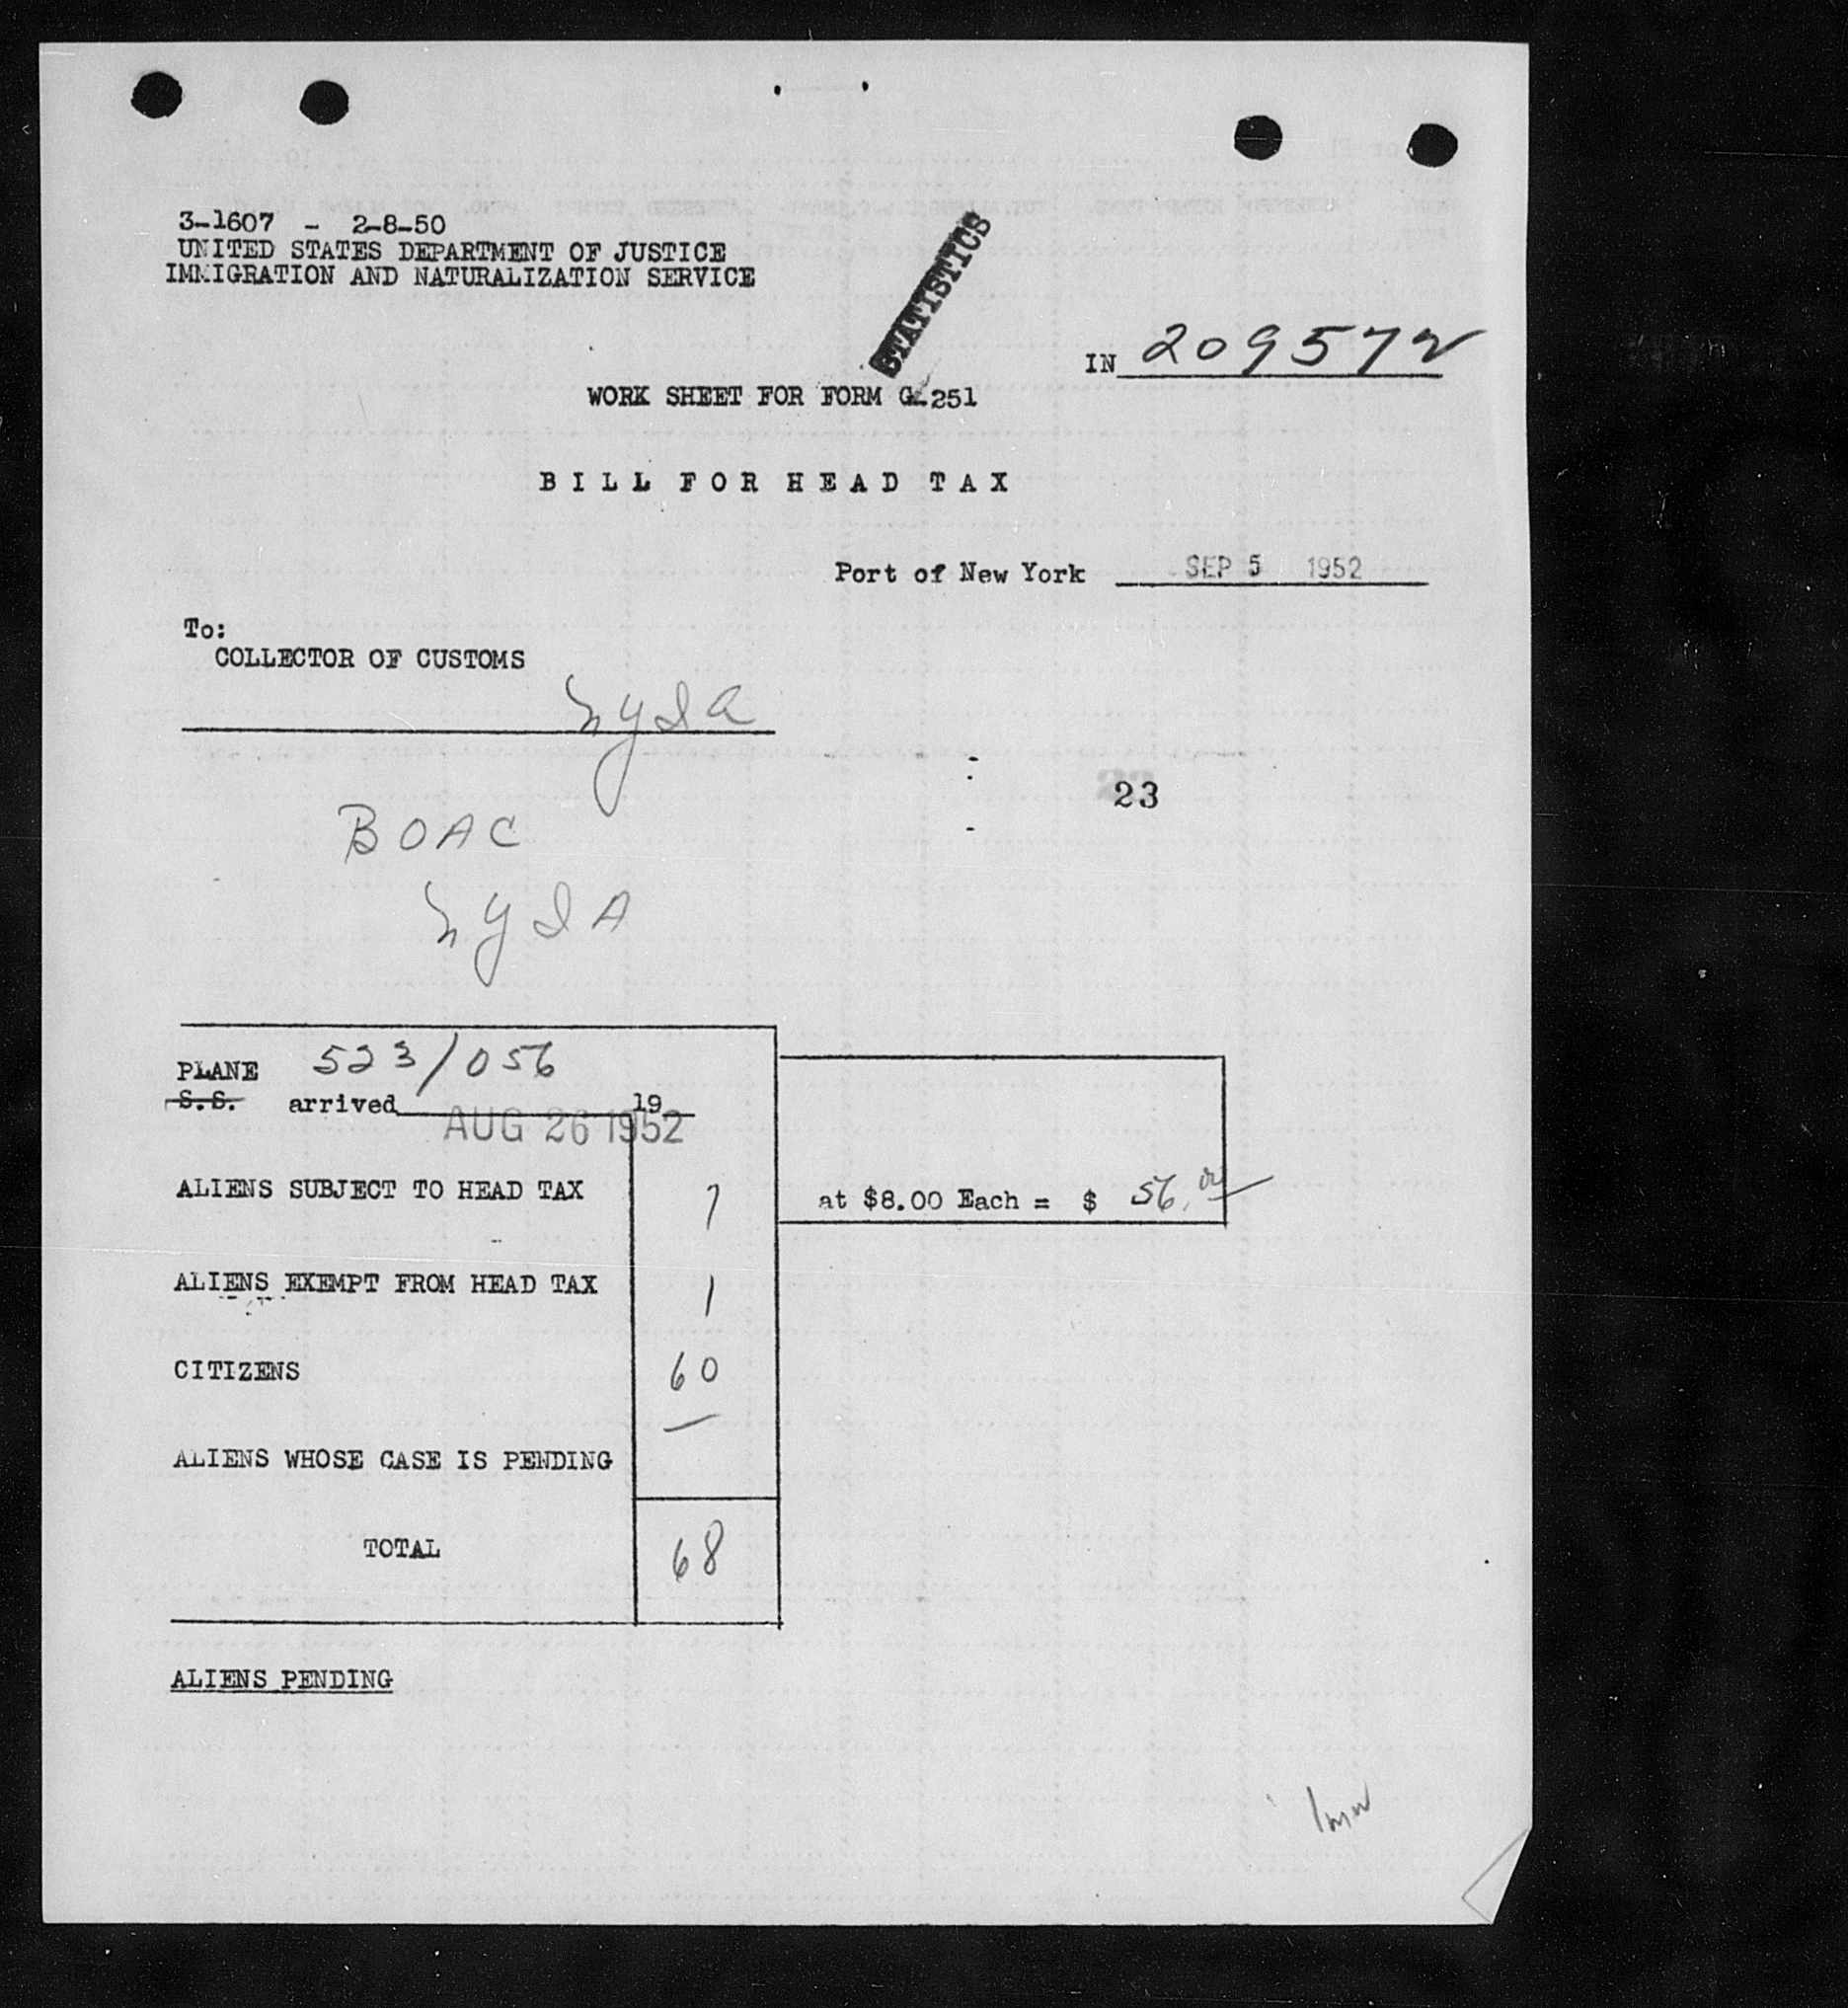 3-1607 - 2-8-50
UNITED STATES DEPARTMENT OF JUSTICE
IMMIGRATION AND NATURALIZATION SERVICE
STATISTICS
IN 209572
WORK SHEET FOR FORM G-251
BILL FOR HEAD TAX
Port of New York SEP 5 1952
To:
COLLECTOR OF CUSTOMS
NYIA
23
BOAC
NYIA
PLANE 523/056
S.S. arrived 19
AUG 26 1952
ALIENS SUBJECT TO HEAD TAX 7 at $8.00 Each = $ 56.00
ALIENS EXEMPT FROM HEAD TAX 1
CITIZENS 60
ALIENS WHOSE CASE IS PENDING
TOTAL 68
ALIENS PENDING